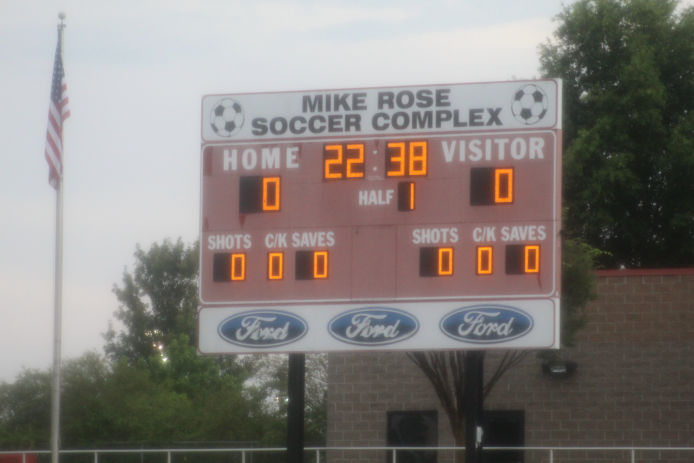 MIKE ROSE
SOCCER COMPLEX
HOME 22:38 VISITOR
0 HALF 1 0
SHOTS C/K SAVES SHOTS C/K SAVES
0 0 0 0 0 0
Ford Ford Ford